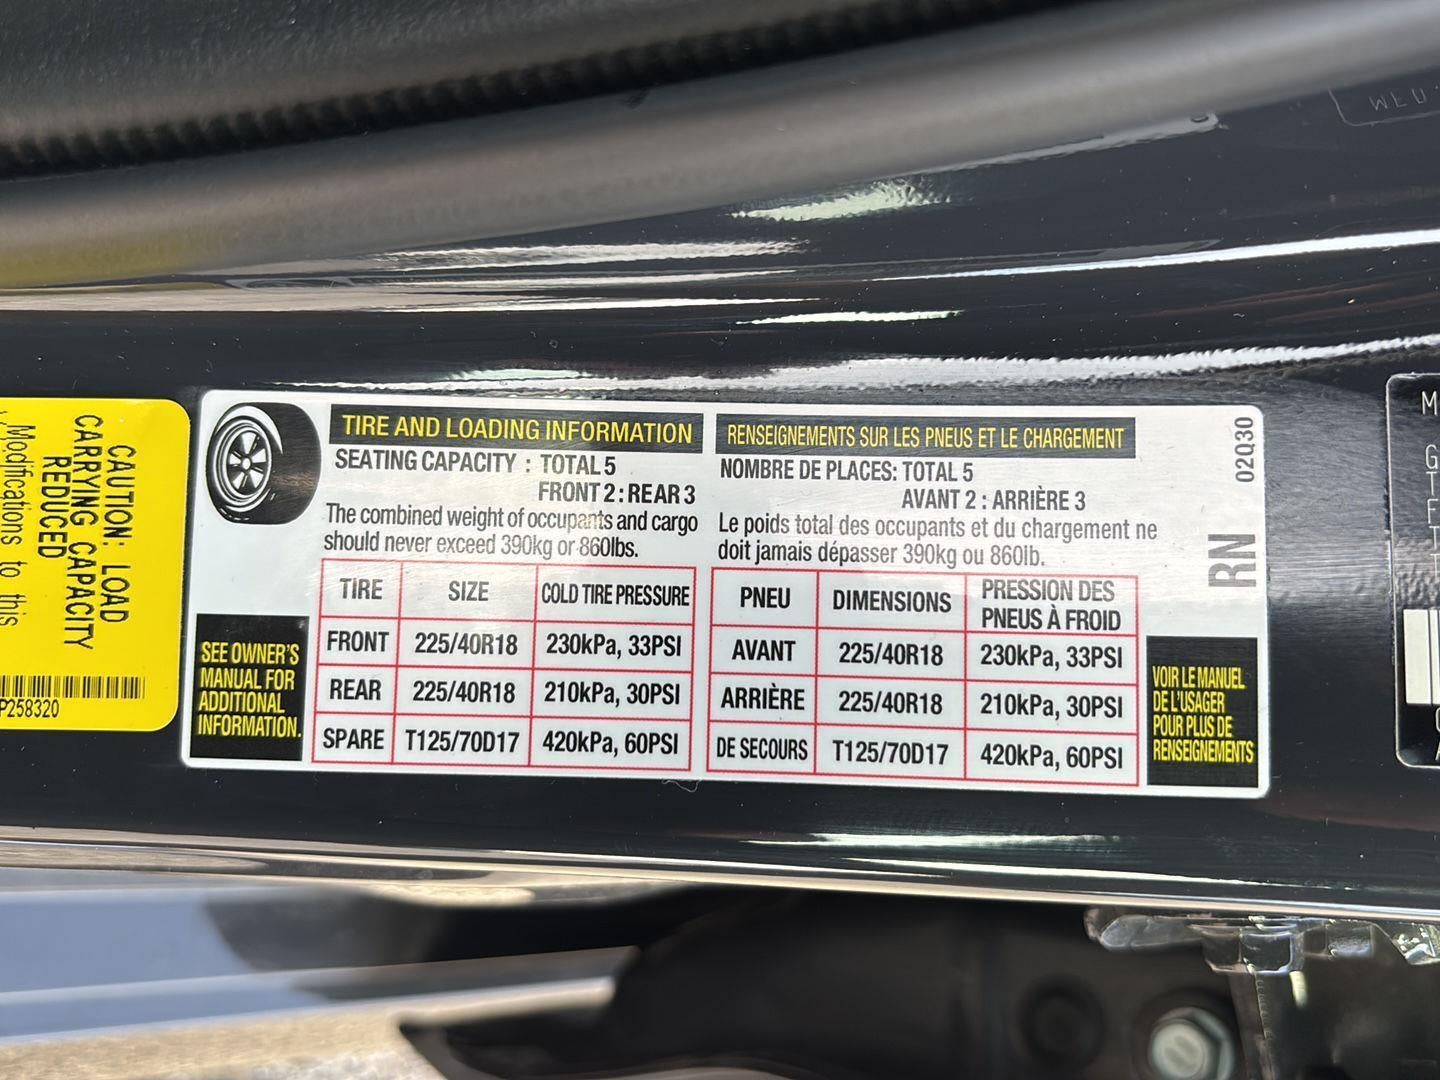 CAUTION: LOAD
CARRYING CAPACITY
REDUCED
Modifications to this
P258320
TIRE AND LOADING INFORMATION
SEATING CAPACITY : TOTAL 5
FRONT 2 : REAR 3
The combined weight of occupants and cargo
should never exceed 390kg or 860lbs.
TIRE SIZE COLD TIRE PRESSURE
FRONT 225/40R18 230kPa, 33PSI
REAR 225/40R18 210kPa, 30PSI
SPARE T125/70D17 420kPa, 60PSI
SEE OWNER'S
MANUAL FOR
ADDITIONAL
INFORMATION.
RENSEIGNEMENTS SUR LES PNEUS ET LE CHARGEMENT
NOMBRE DE PLACES: TOTAL 5
AVANT 2 : ARRIÈRE 3
Le poids total des occupants et du chargement ne
doit jamais dépasser 390kg ou 860lb.
PNEU DIMENSIONS PRESSION DES
PNEUS À FROID
AVANT 225/40R18 230kPa, 33PSI
ARRIÈRE 225/40R18 210kPa, 30PSI
DE SECOURS T125/70D17 420kPa, 60PSI
VOIR LE MANUEL
DE L'USAGER
POUR PLUS DE
RENSEIGNEMENTS
02Q30
RN